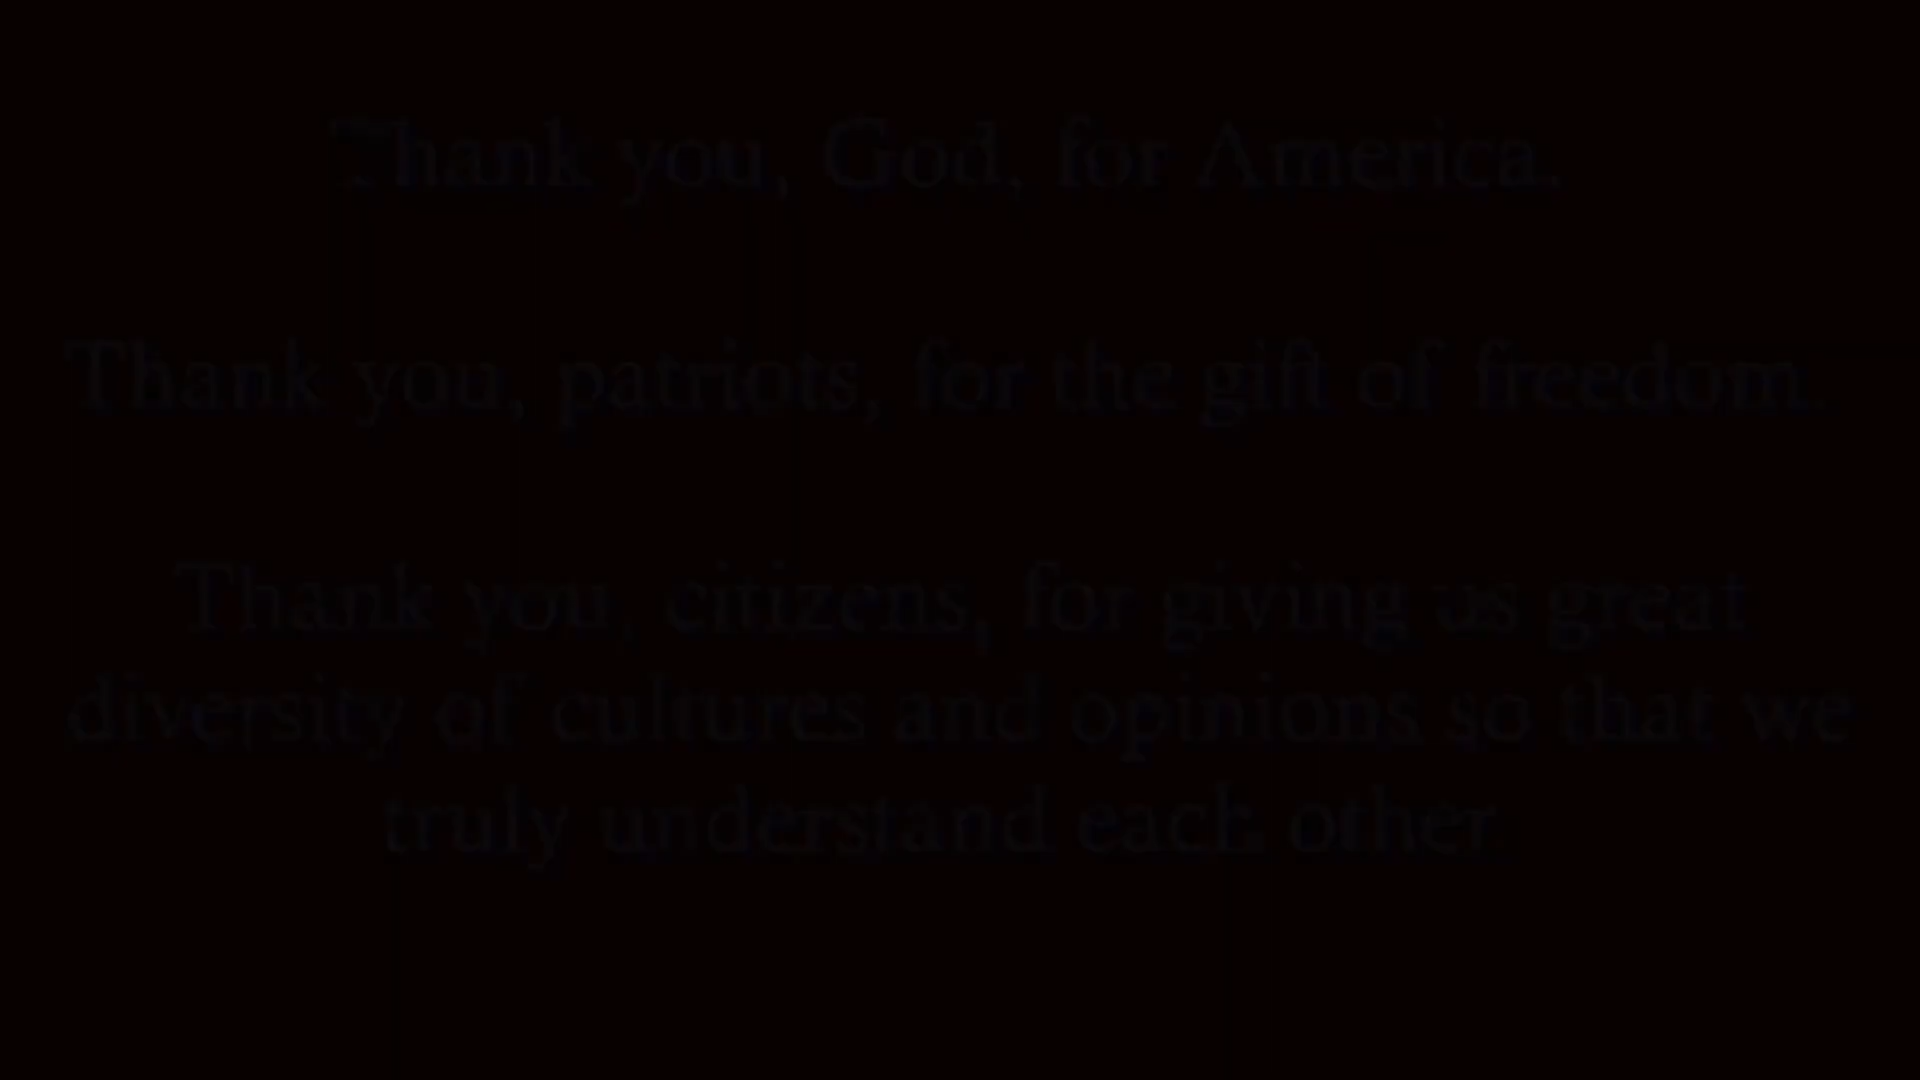 Thank you, God, for America.
Thank you, patriots, for the gift of freedom.
Thank you, citizens, for giving us great
diversity of cultures and opinions so that we
truly understand each other.